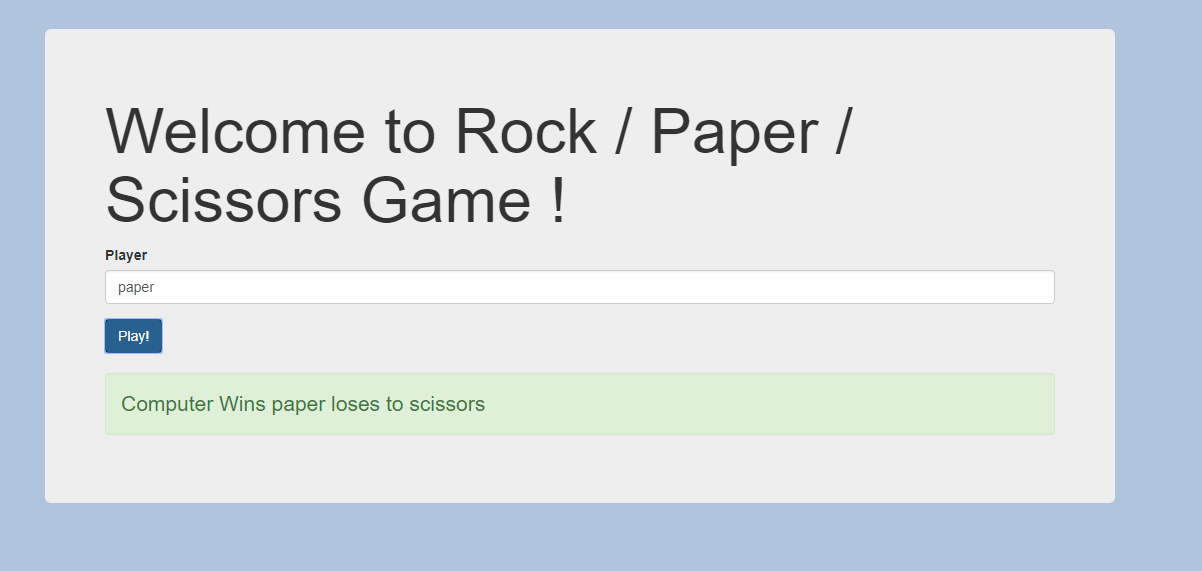 Welcome to Rock / Paper /
Scissors Game !
Player
paper
Play!
Computer Wins paper loses to scissors